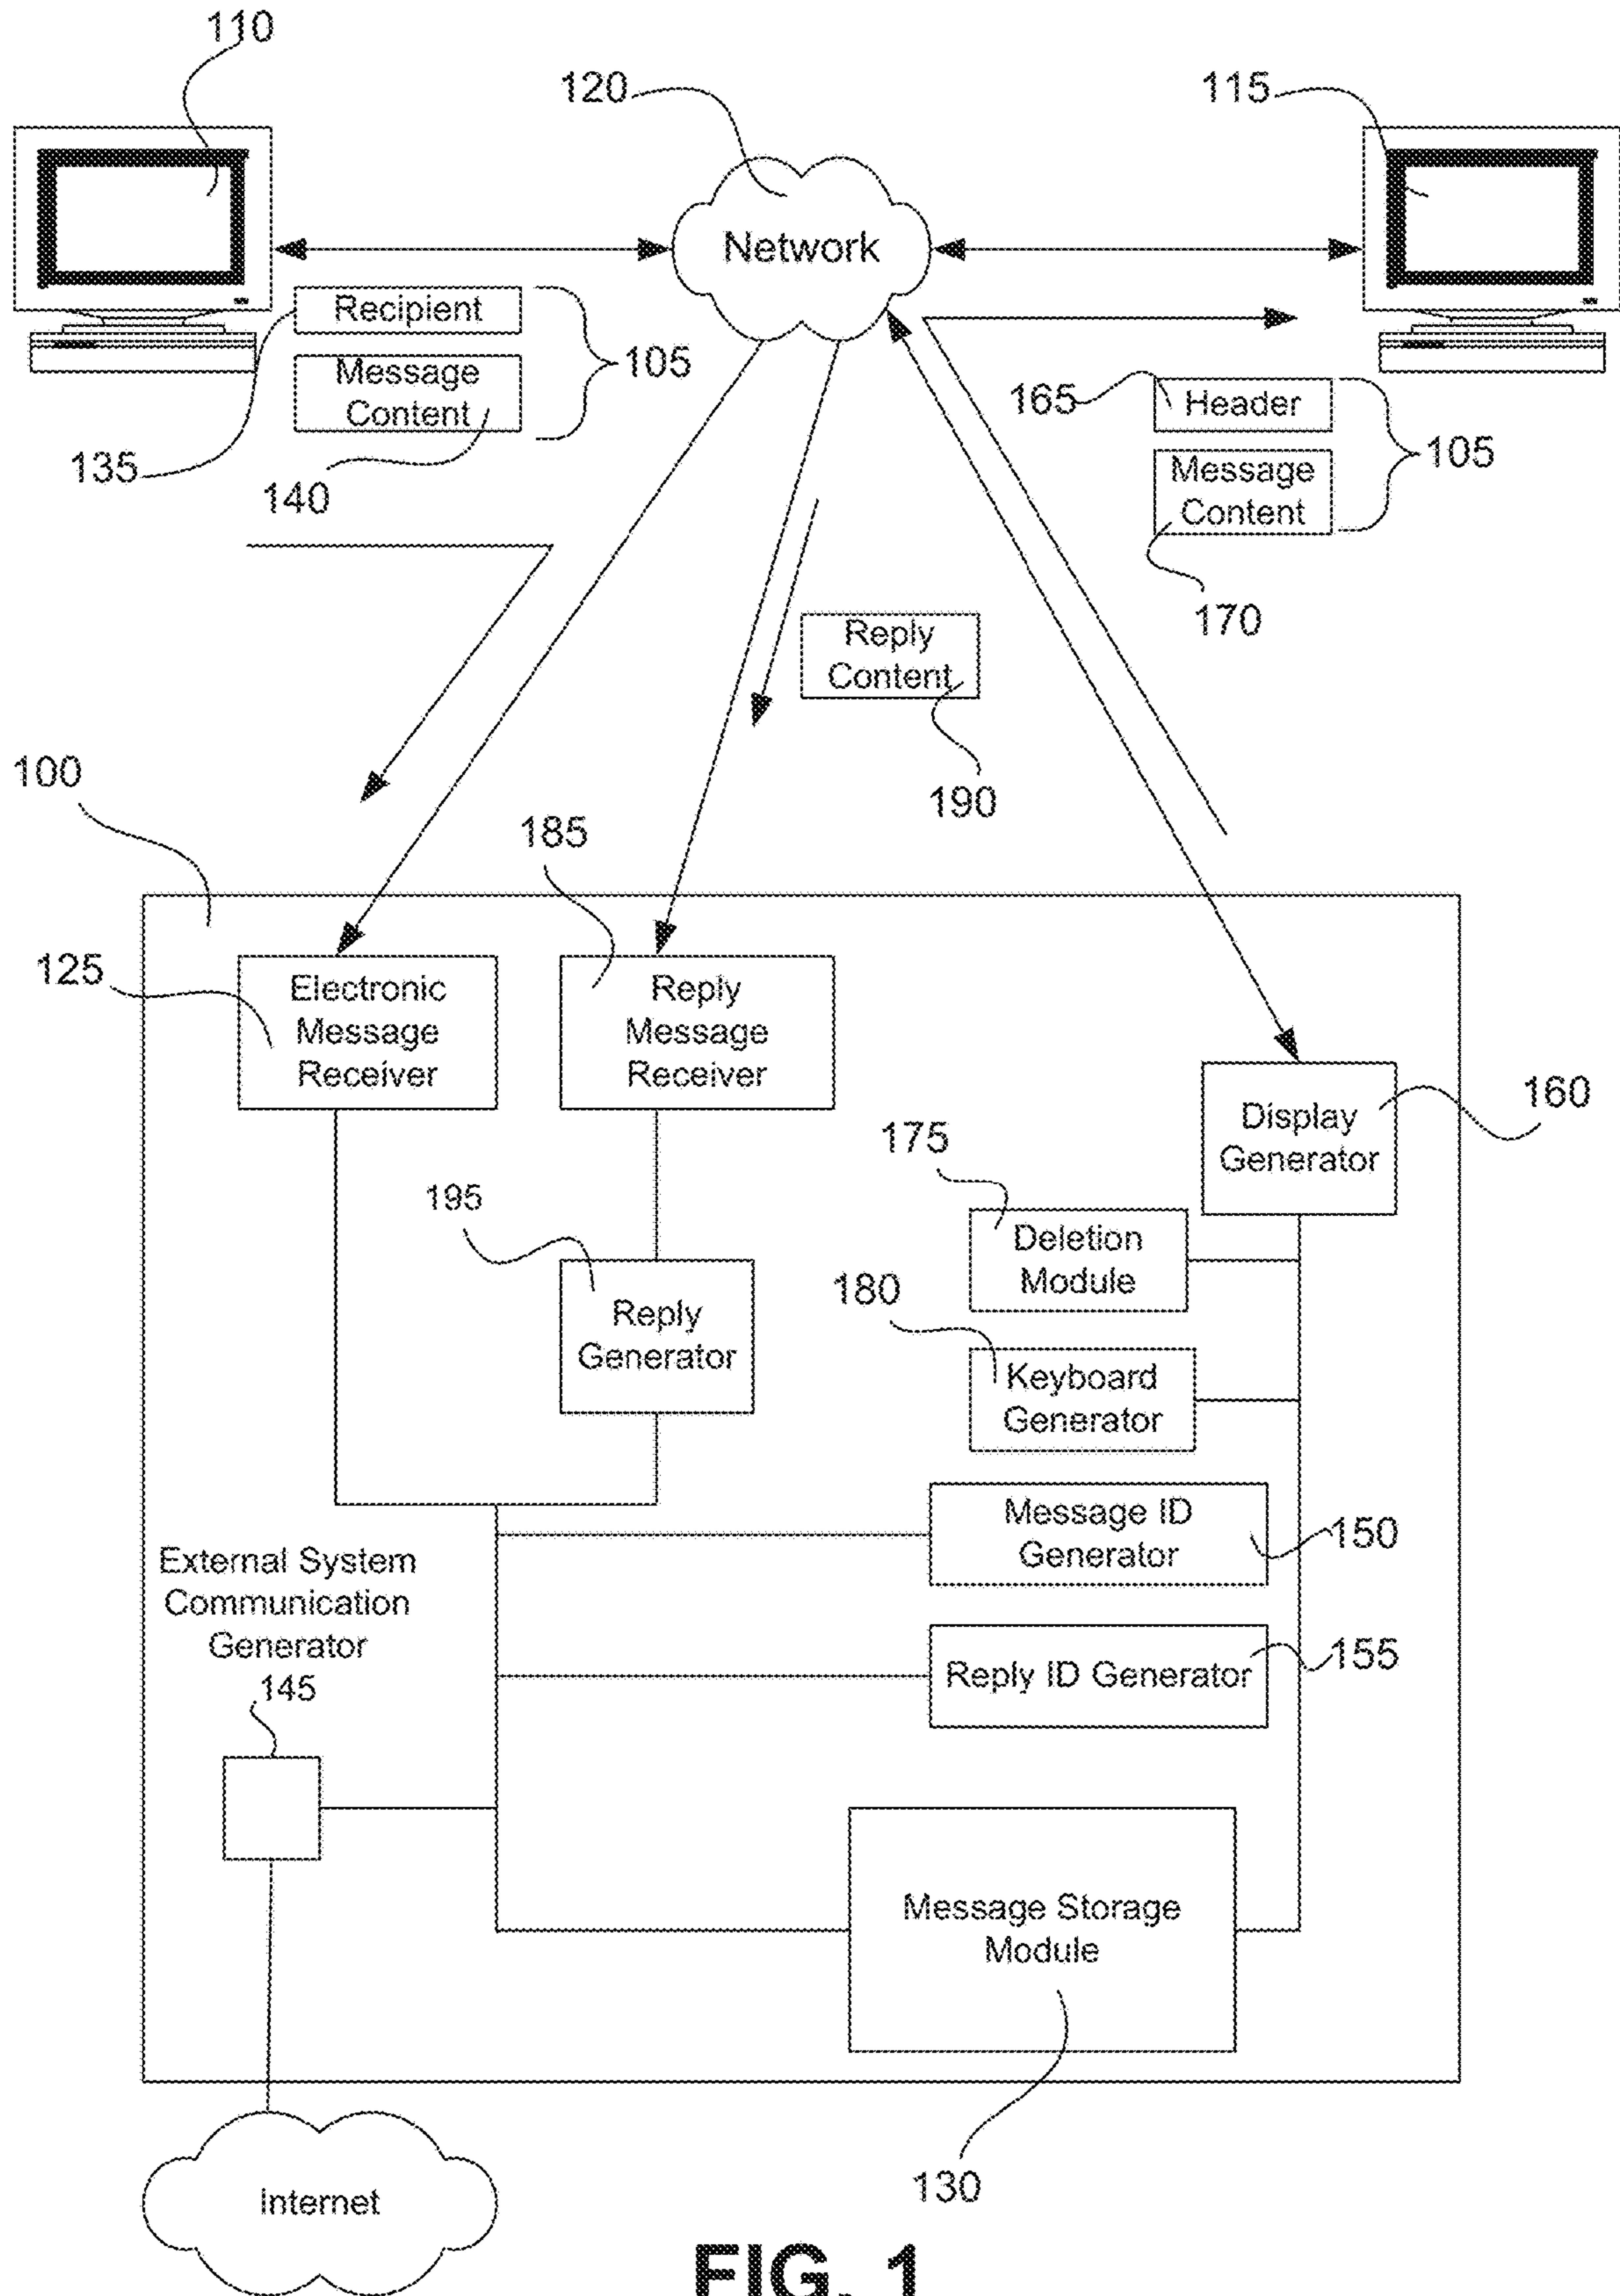 110
120
115
Network
Recipient
105
Message
Content
135
140
165
Header
105
Message
Content
170
Reply
Content
190
100
185
125
Electronic
Message
Receiver
Reply
Message
Receiver
160
Display
Generator
175
Deletion
Module
195
Reply
Generator
180
Keyboard
Generator
Message ID
Generator
150
External System
Communication
Generator
145
Reply ID Generator
155
Message Storage
Module
130
Internet
FIG. 1